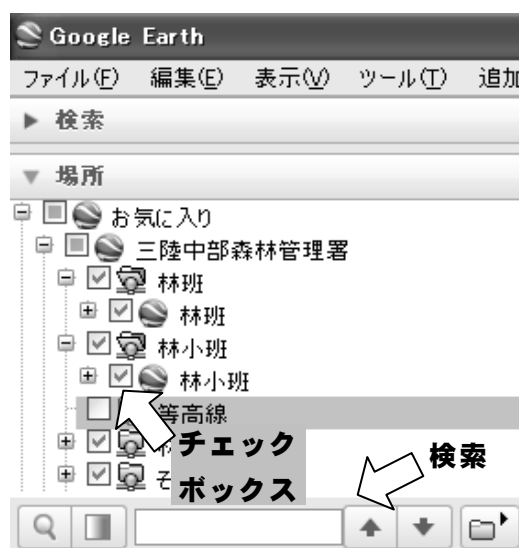 Google Earth
ファイル(F) 編集(E) 表示(V) ツール(T) 追加
検索
場所
お気に入り
三陸中部森林管理署
林班
林班
林小班
林小班
等高線
チェック
ボックス
検索